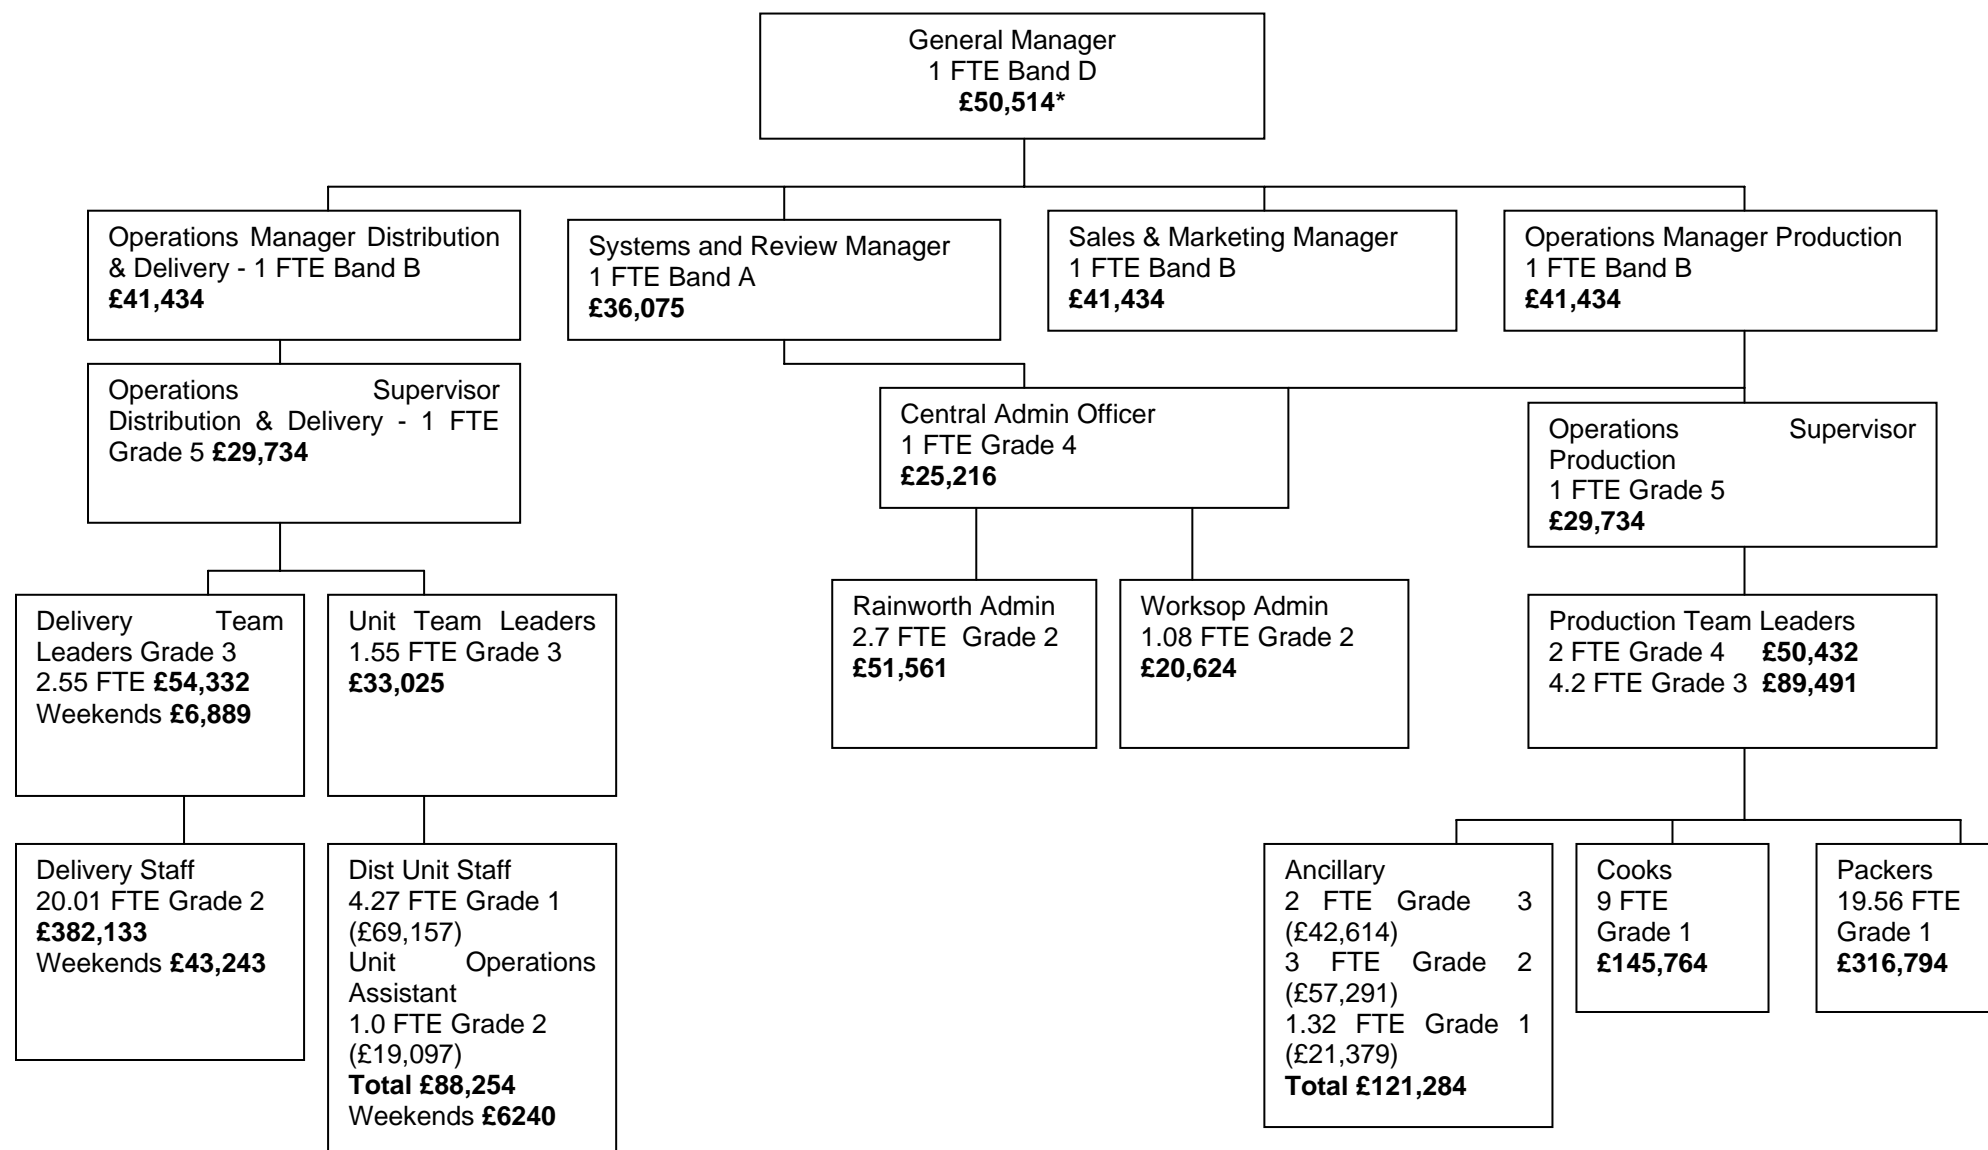 General Manager
1 FTE Band D
£50,514*
Operations Manager Distribution
& Delivery - 1 FTE Band B
£41,434
Systems and Review Manager
1 FTE Band A
£36,075
Sales & Marketing Manager
1 FTE Band B
£41,434
Operations Manager Production
1 FTE Band B
£41,434
Operations Supervisor
Distribution & Delivery - 1 FTE
Grade 5 £29,734
Central Admin Officer
1 FTE Grade 4
£25,216
Operations Supervisor
Production
1 FTE Grade 5
£29,734
Delivery Team
Leaders Grade 3
2.55 FTE £54,332
Weekends £6,889
Unit Team Leaders
1.55 FTE Grade 3
£33,025
Rainworth Admin
2.7 FTE Grade 2
£51,561
Worksop Admin
1.08 FTE Grade 2
£20,624
Production Team Leaders
2 FTE Grade 4 £50,432
4.2 FTE Grade 3 £89,491
Delivery Staff
20.01 FTE Grade 2
£382,133
Weekends £43,243
Dist Unit Staff
4.27 FTE Grade 1
(£69,157)
Unit Operations
Assistant
1.0 FTE Grade 2
(£19,097)
Total £88,254
Weekends £6240
Ancillary
2 FTE Grade 3
(£42,614)
3 FTE Grade 2
(£57,291)
1.32 FTE Grade 1
(£21,379)
Total £121,284
Cooks
9 FTE
Grade 1
£145,764
Packers
19.56 FTE
Grade 1
£316,794